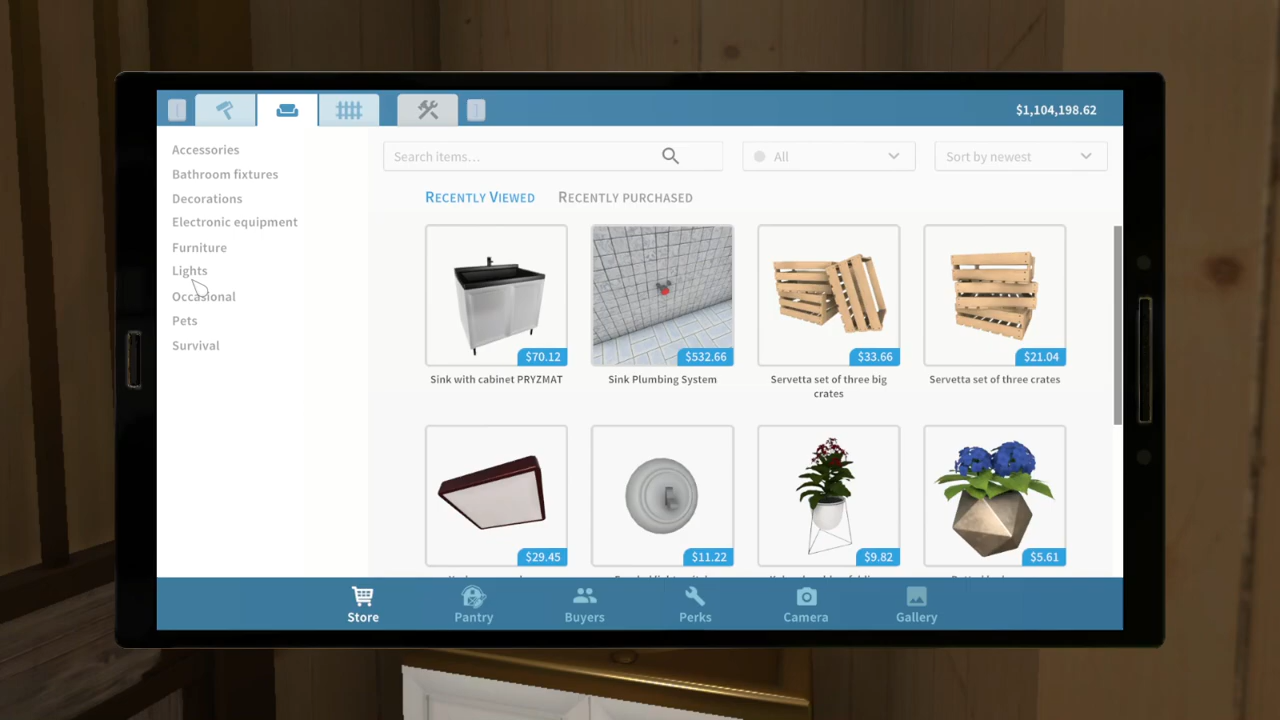 $1,104,198.62
Accessories
Bathroom fixtures
Decorations
Electronic equipment
Furniture
Lights
Occasional
Pets
Survival
Search items...
All
Sort by newest
RECENTLY VIEWED
RECENTLY PURCHASED
$70.12
$532.66
$33.66
$21.04
Sink with cabinet PRYZMAT
Sink Plumbing System
Servetta set of three big
crates
Servetta set of three crates
$29.45
$11.22
$9.82
$5.61
Store
Pantry
Buyers
Perks
Camera
Gallery